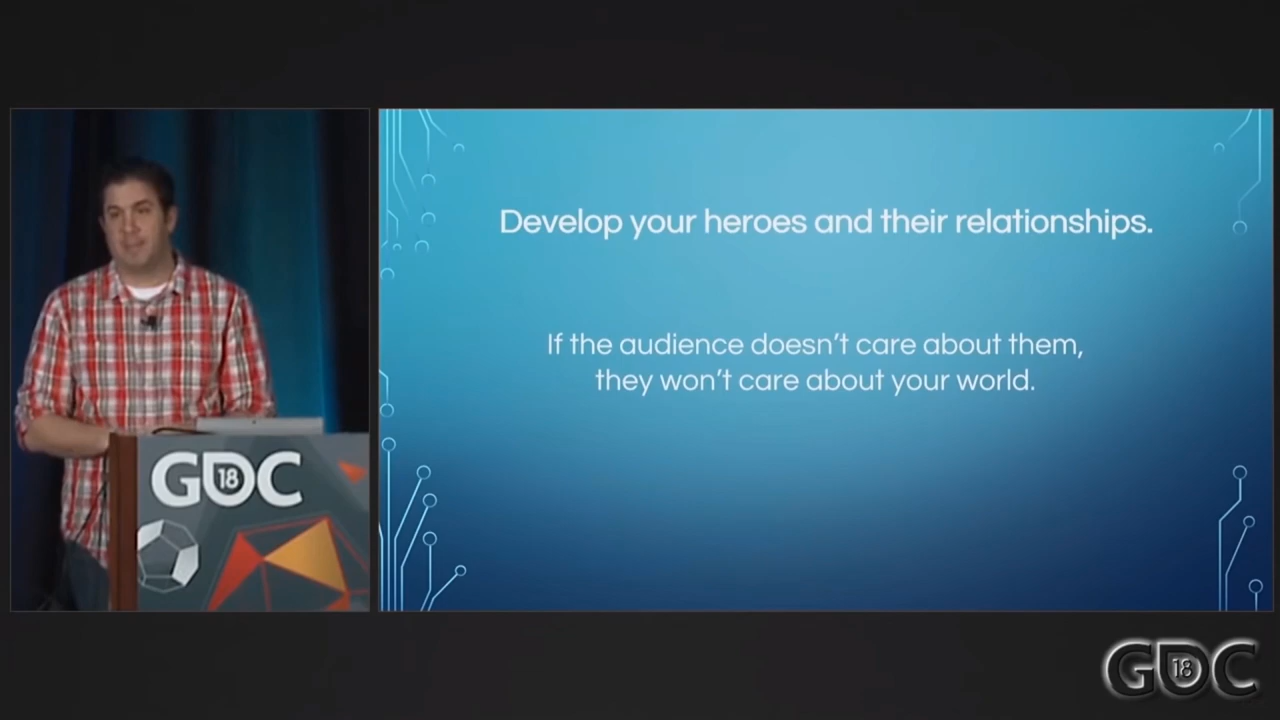 Develop your heroes and their relationships.
If the audience doesn't care about them,
they won't care about your world.
GDC
18
GDC
18